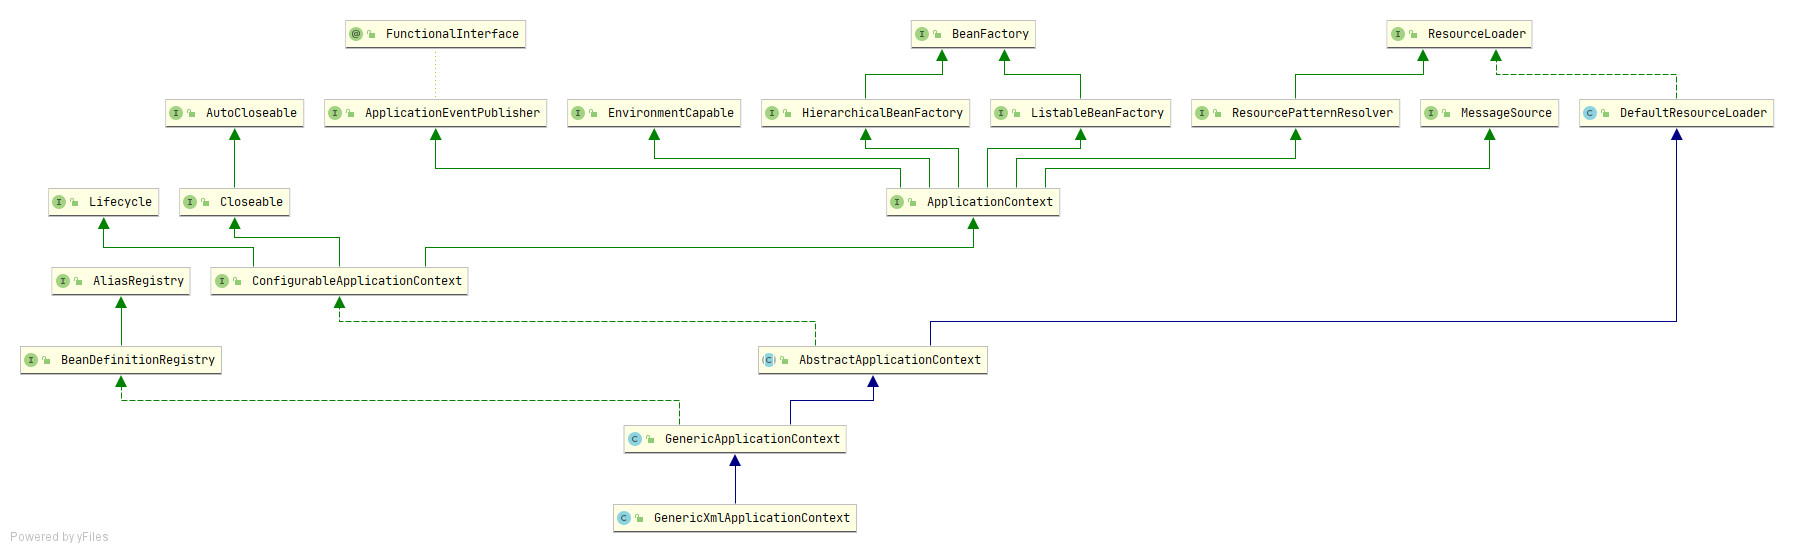 FunctionalInterface
BeanFactory
ResourceLoader
AutoCloseable
ApplicationEventPublisher
EnvironmentCapable
HierarchicalBeanFactory
ListableBeanFactory
ResourcePatternResolver
MessageSource
DefaultResourceLoader
Lifecycle
Closeable
ApplicationContext
AliasRegistry
ConfigurableApplicationContext
BeanDefinitionRegistry
AbstractApplicationContext
GenericApplicationContext
GenericXmlApplicationContext
Powered by yFiles